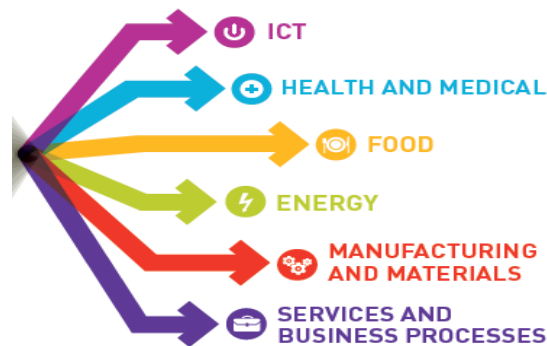 ICT
HEALTH AND MEDICAL
FOOD
ENERGY
MANUFACTURING
AND MATERIALS
SERVICES AND
BUSINESS PROCESSES